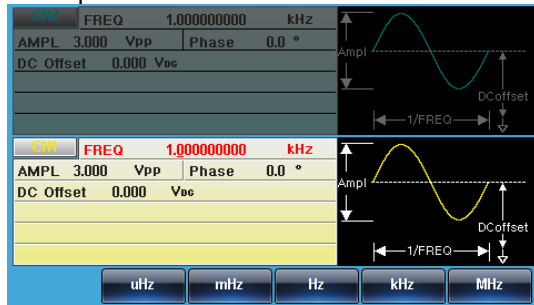 CH2 FREQ 1.000000000 kHz
AMPL 3.000 Vpp Phase 0.0 °
DC Offset 0.000 VDC
Ampl
DCoffset
1/FREQ
CH1 FREQ 1.000000000 kHz
AMPL 3.000 Vpp Phase 0.0 °
DC Offset 0.000 VDC
Ampl
DCoffset
1/FREQ
uHz mHz Hz kHz MHz